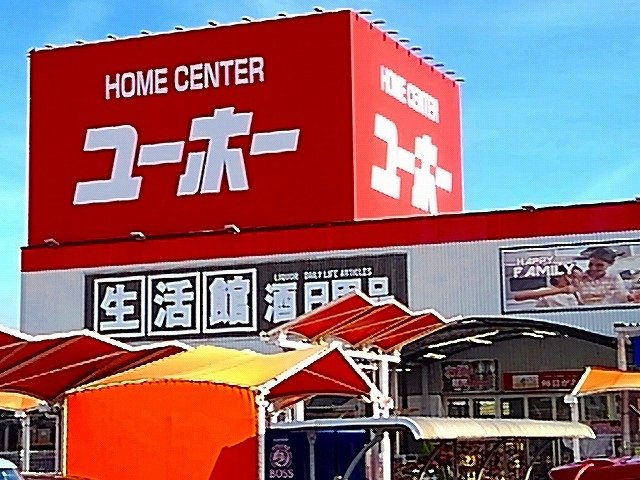 HOME CENTER
ユーホー
HOME CENTER
ユーホー
LIQUOR DAILY LIFE ARTICLES
生活館 酒日用品
HAPPY
FAMILY
BOSS